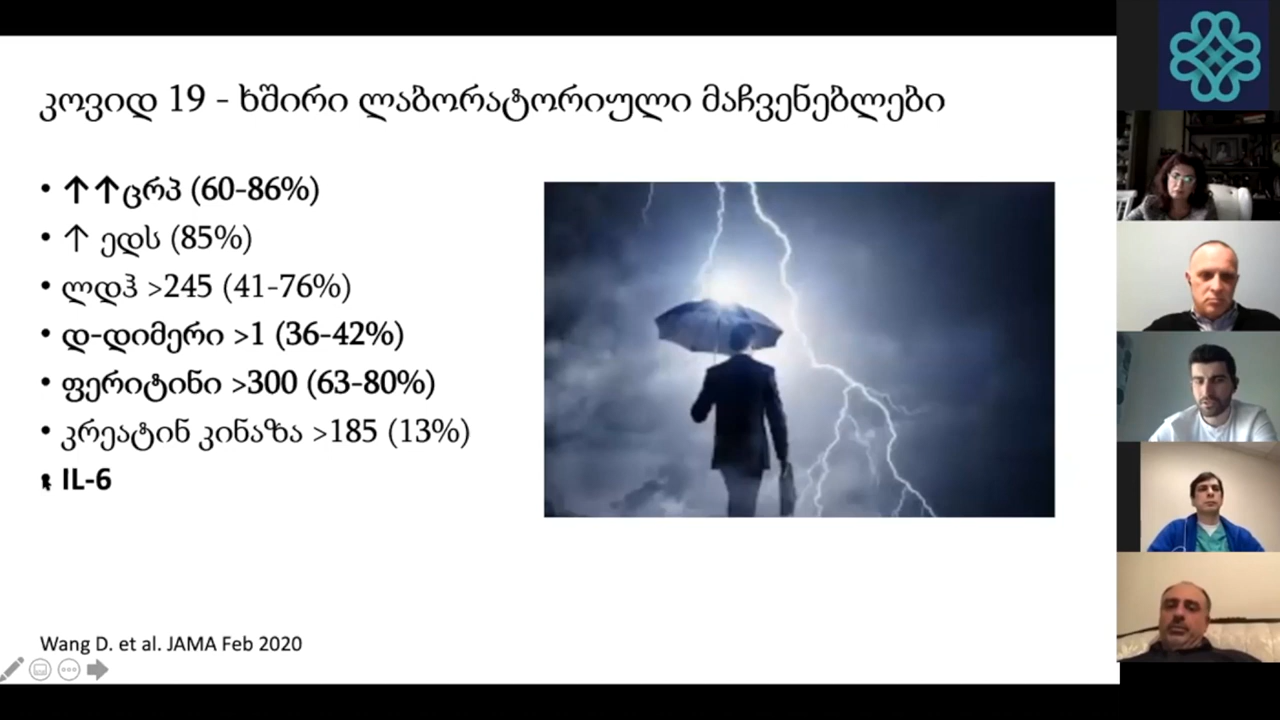 კოვიდ 19 - ხშირი ლაბორატორიული მაჩვენებლები
• ↑↑ცრპ (60-86%)
• ↑ ედს (85%)
• ლდჰ >245 (41-76%)
• დ-დიმერი >1 (36-42%)
• ფერიტინი >300 (63-80%)
• კრეატინ კინაზა >185 (13%)
IL-6
Wang D. et al. JAMA Feb 2020